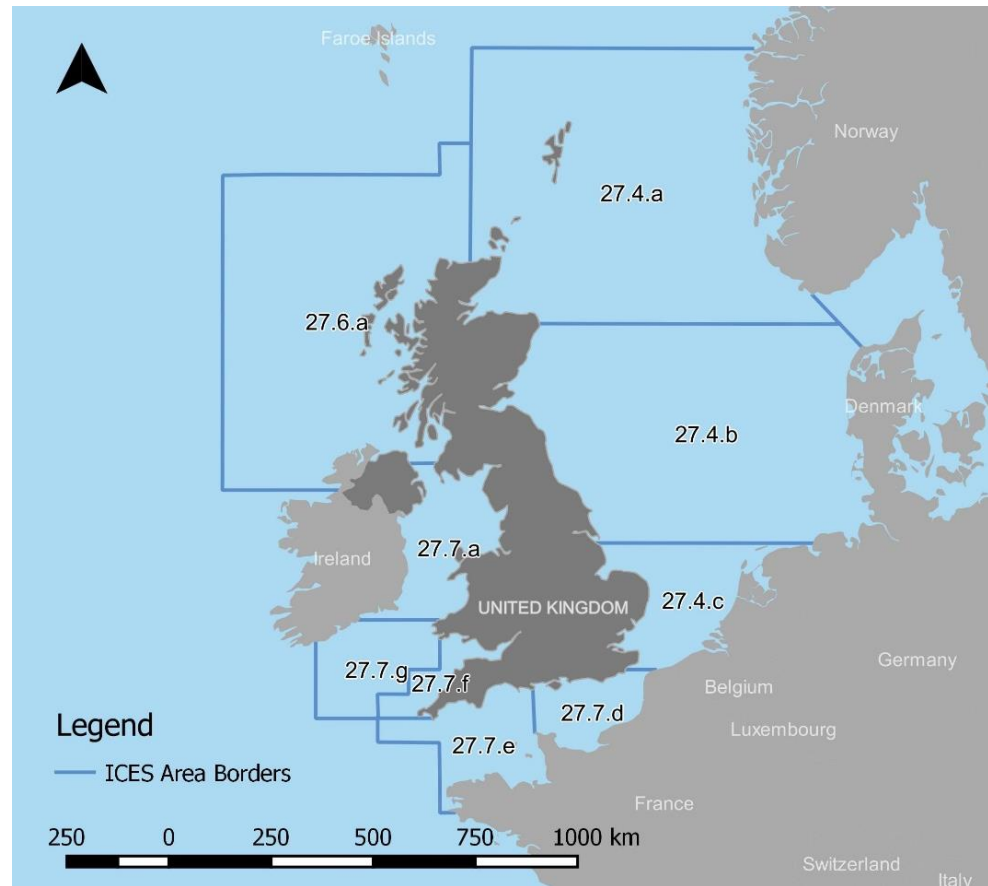 Faroe Islands
Norway
27.4.a
27.6.a
27.4.b
Denmark
27.7.a
Ireland
UNITED KINGDOM
27.4.c
27.7.g
27.7.f
Germany
Belgium
27.7.d
Luxembourg
27.7.e
Legend
ICES Area Borders
France
250 0 250 500 750 1000 km
Switzerland
Italy